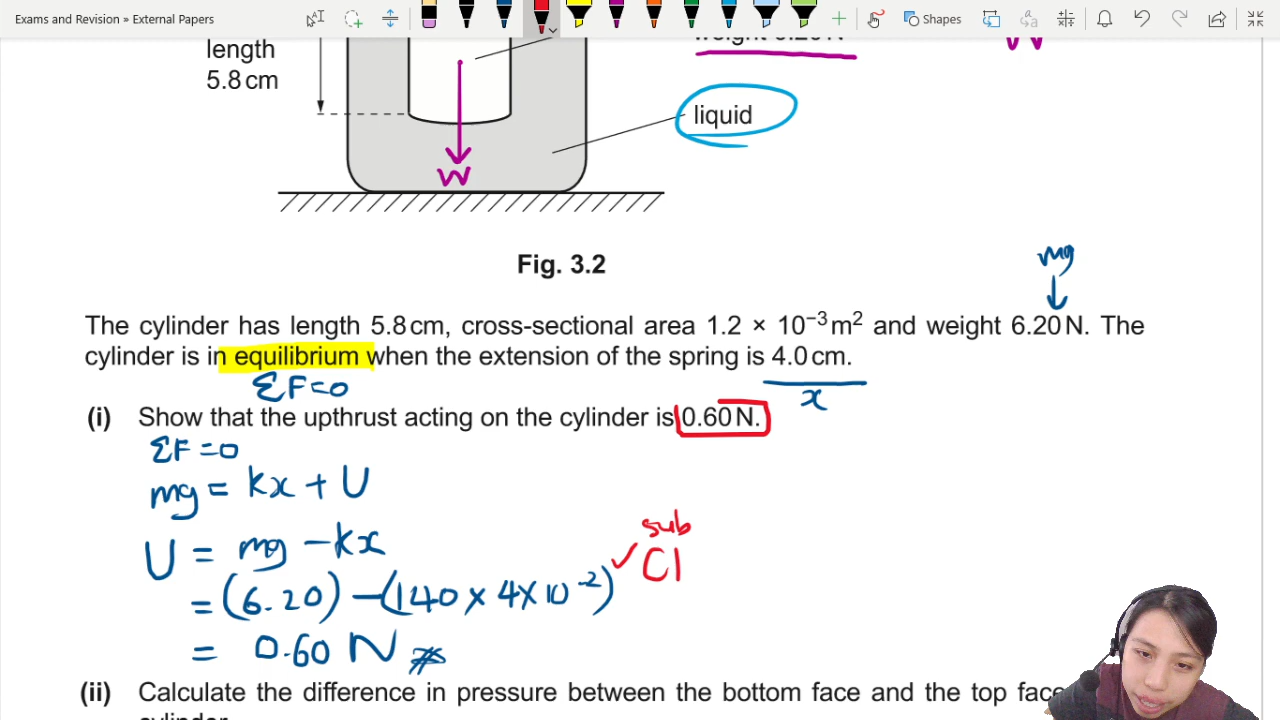 Exams and Revision » External Papers
Shapes
length
5.8 cm
weight 6.20 N
W
liquid
W
Fig. 3.2
mg
The cylinder has length 5.8 cm, cross-sectional area 1.2 × 10⁻³ m² and weight 6.20 N. The
cylinder is in equilibrium when the extension of the spring is 4.0 cm.
ΣF=0
x
(i) Show that the upthrust acting on the cylinder is 0.60 N.
ΣF = 0
mg = kx + U
U = mg – kx
sub
= (6.20) – (140 × 4 × 10⁻²) ✓ C1
= 0.60 N
(ii) Calculate the difference in pressure between the bottom face and the top face
cylinder